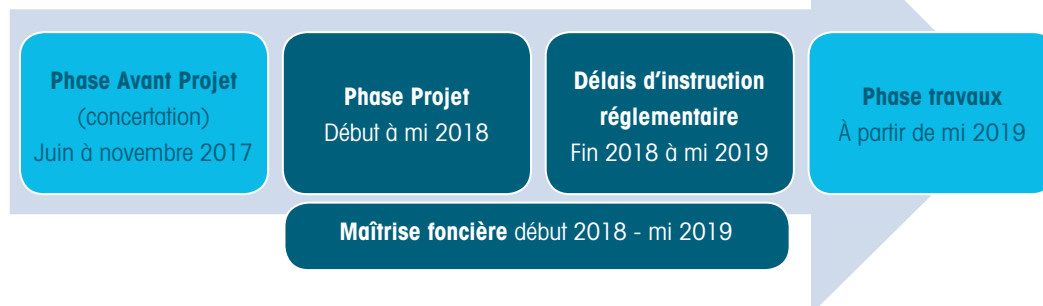 Phase Avant Projet
(concertation)
Juin à novembre 2017
Phase Projet
Début à mi 2018
Délais d’instruction
réglementaire
Fin 2018 à mi 2019
Phase travaux
À partir de mi 2019
Maîtrise foncière début 2018 - mi 2019